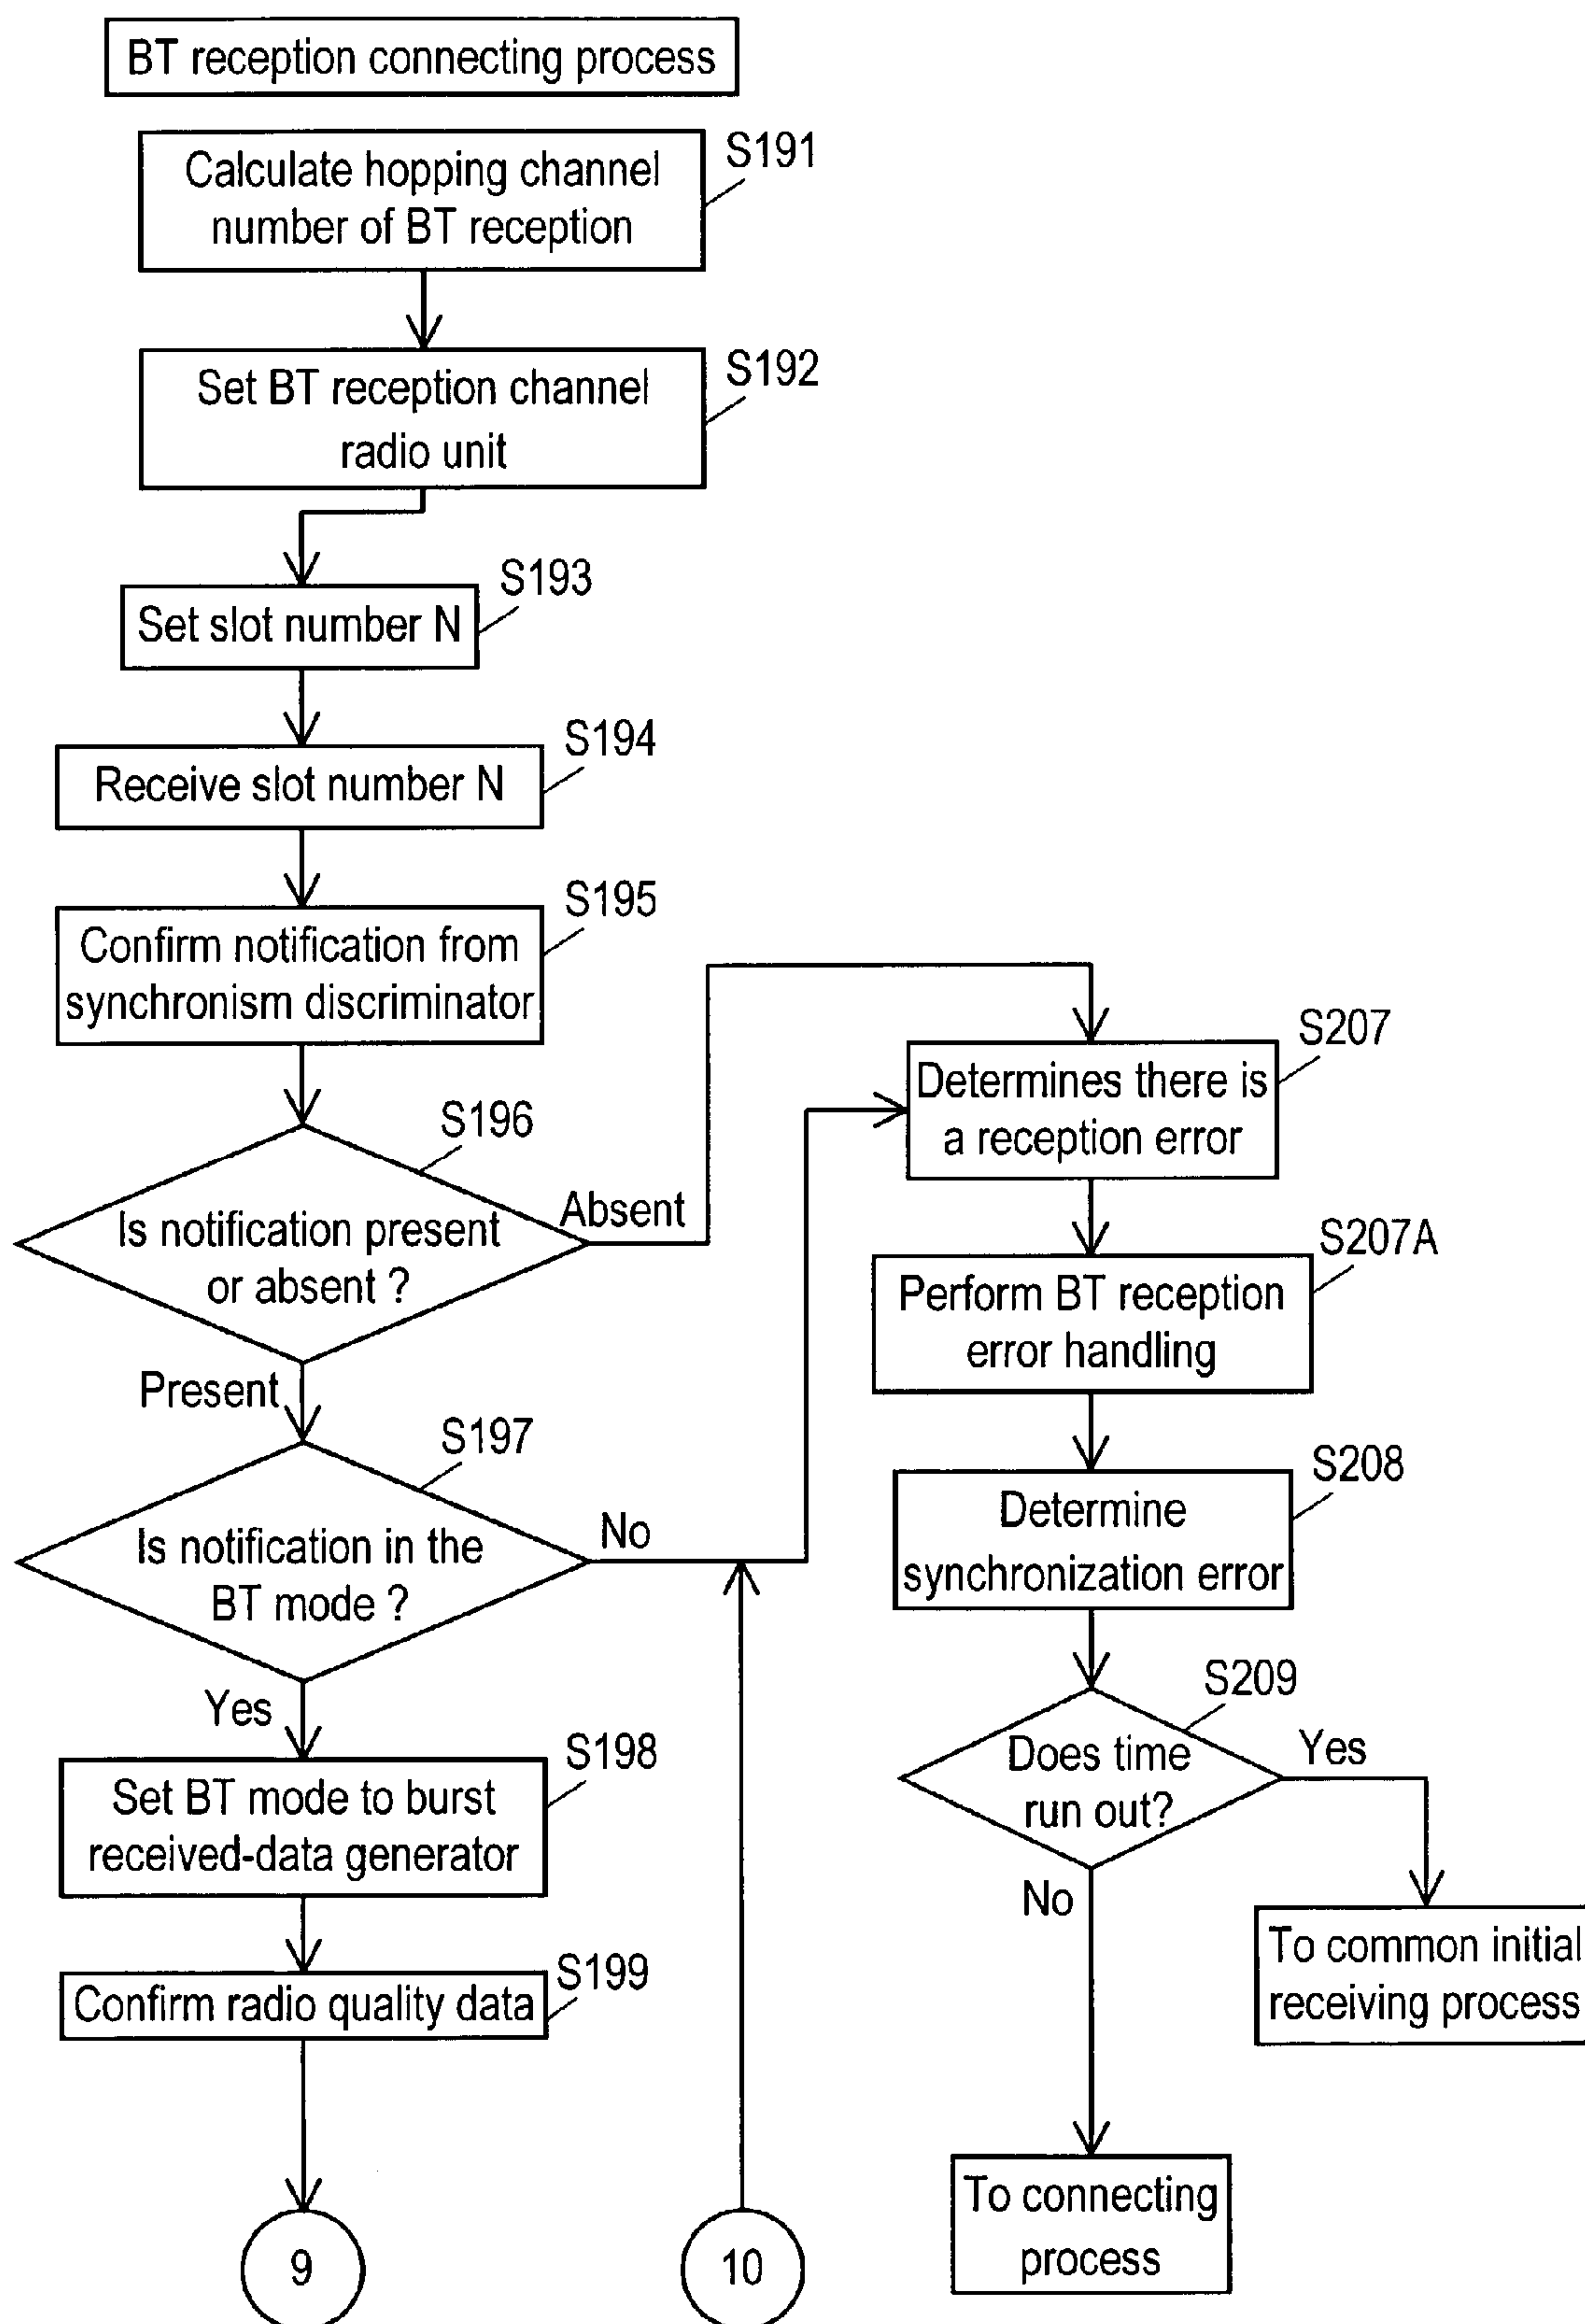 BT reception connecting process
S191
Calculate hopping channel
number of BT reception
S192
Set BT reception channel
radio unit
S193
Set slot number N
S194
Receive slot number N
S195
Confirm notification from
synchronism discriminator
S196
Is notification present
or absent ?
Absent
Present
S197
Is notification in the
BT mode ?
No
Yes
S198
Set BT mode to burst
received-data generator
S199
Confirm radio quality data
9
10
S207
Determines there is
a reception error
S207A
Perform BT reception
error handling
S208
Determine
synchronization error
S209
Does time
run out?
Yes
No
To common initial
receiving process
To connecting
process